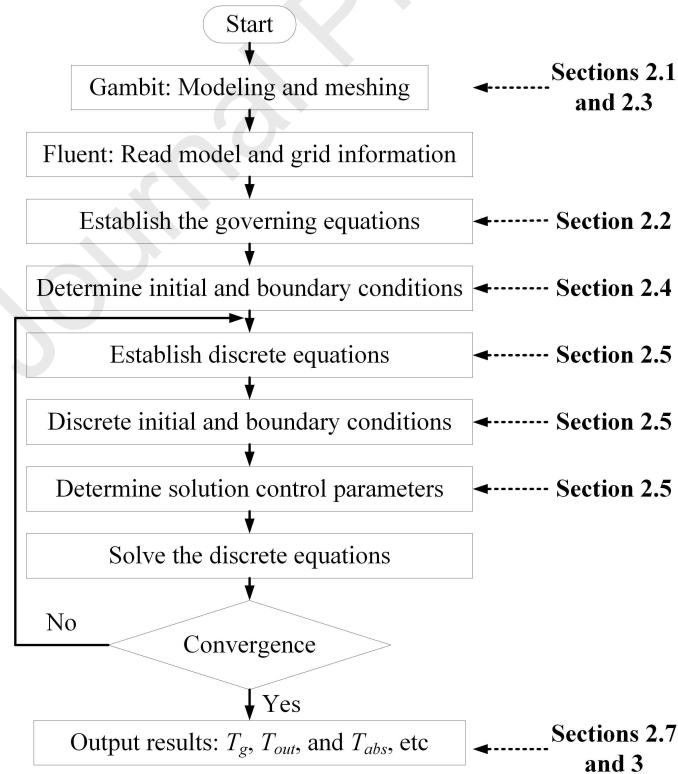 Start
Gambit: Modeling and meshing
Sections 2.1
and 2.3
Fluent: Read model and grid information
Establish the governing equations
Section 2.2
Determine initial and boundary conditions
Section 2.4
Establish discrete equations
Section 2.5
Discrete initial and boundary conditions
Section 2.5
Determine solution control parameters
Section 2.5
Solve the discrete equations
No
Convergence
Yes
Output results: Tg, Tout, and Tabs, etc
Sections 2.7
and 3
Journal P